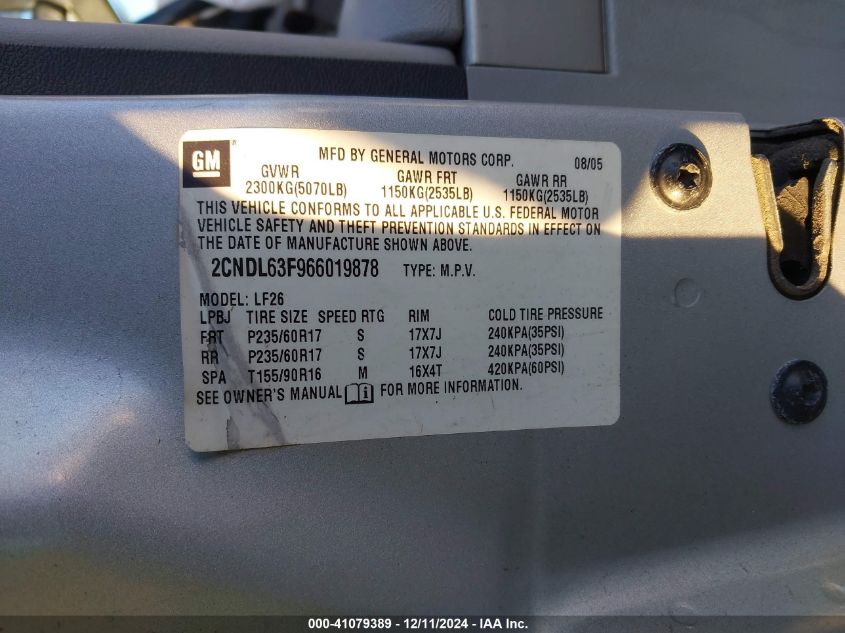 GM
MFD BY GENERAL MOTORS CORP. 08/05
GVWR GAWR FRT GAWR RR
2300KG(5070LB) 1150KG(2535LB) 1150KG(2535LB)
THIS VEHICLE CONFORMS TO ALL APPLICABLE U.S. FEDERAL MOTOR
VEHICLE SAFETY AND THEFT PREVENTION STANDARDS IN EFFECT ON
THE DATE OF MANUFACTURE SHOWN ABOVE.
2CNDL63F966019878 TYPE: M.P.V.
MODEL: LF26
LPBJ TIRE SIZE SPEED RTG RIM COLD TIRE PRESSURE
FRT P235/60R17 S 17X7J 240KPA(35PSI)
RR P235/60R17 S 17X7J 240KPA(35PSI)
SPA T155/90R16 M 16X4T 420KPA(60PSI)
SEE OWNER'S MANUAL i FOR MORE INFORMATION.
000-41079389 - 12/11/2024 - IAA Inc.